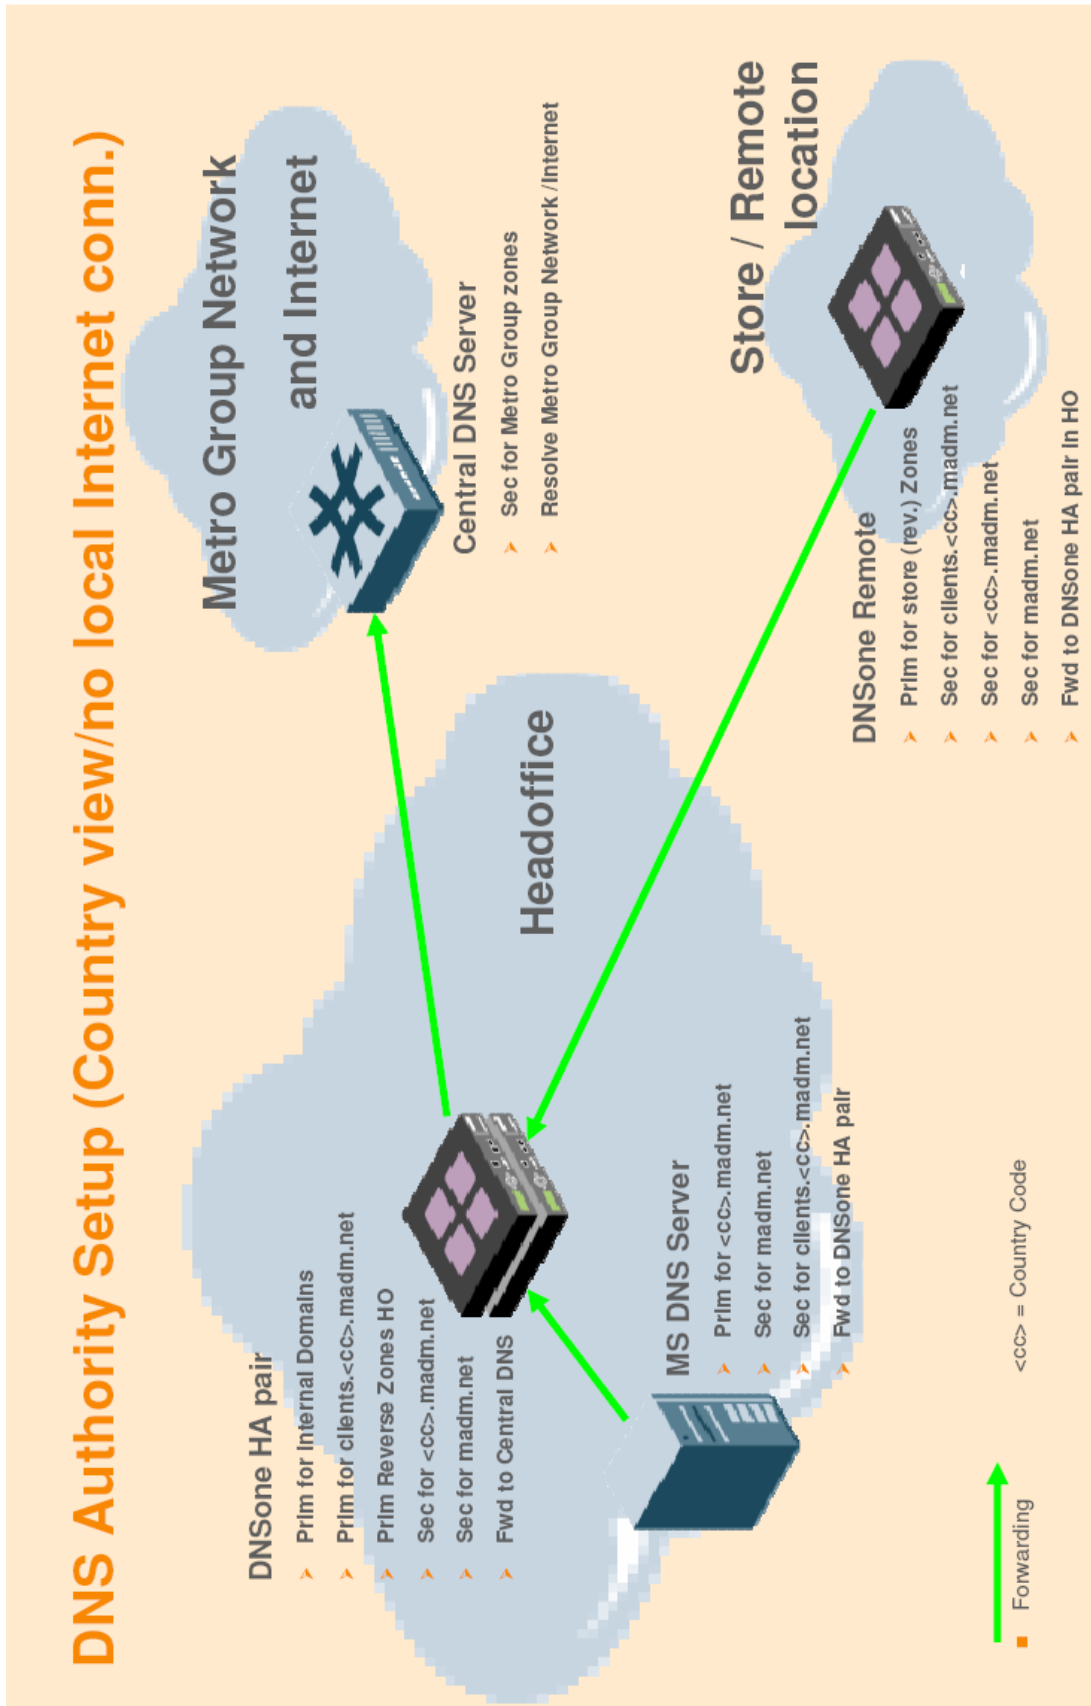 DNS Authority Setup (Country view/no local Internet conn.)
Metro Group Network
and Internet
Central DNS Server
Sec for Metro Group zones
Resolve Metro Group Network /Internet
Headoffice
DNSone HA pair
Prim for Internal Domains
Prim for clients.<cc>.madm.net
Prim Reverse Zones HO
Sec for <cc>.madm.net
Sec for madm.net
Fwd to Central DNS
MS DNS Server
Prim for <cc>.madm.net
Sec for madm.net
Sec for clients.<cc>.madm.net
Fwd to DNSone HA pair
Store / Remote
location
DNSone Remote
Prim for store (rev.) Zones
Sec for clients.<cc>.madm.net
Sec for <cc>.madm.net
Sec for madm.net
Fwd to DNSone HA pair in HO
Forwarding
<cc> = Country Code